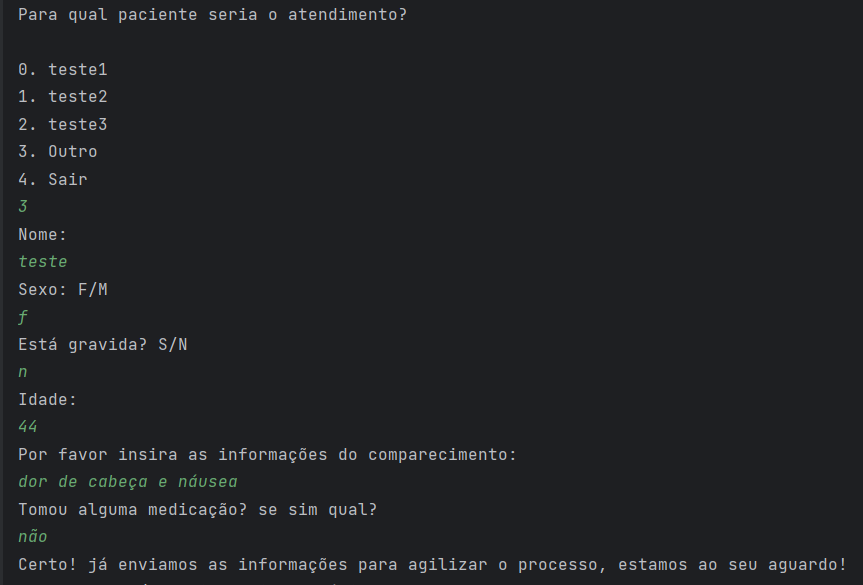 Para qual paciente seria o atendimento?
0. teste1
1. teste2
2. teste3
3. Outro
4. Sair
3
Nome:
teste
Sexo: F/M
f
Está gravida? S/N
n
Idade:
44
Por favor insira as informações do comparecimento:
dor de cabeça e náusea
Tomou alguma medicação? se sim qual?
não
Certo! já enviamos as informações para agilizar o processo, estamos ao seu aguardo!